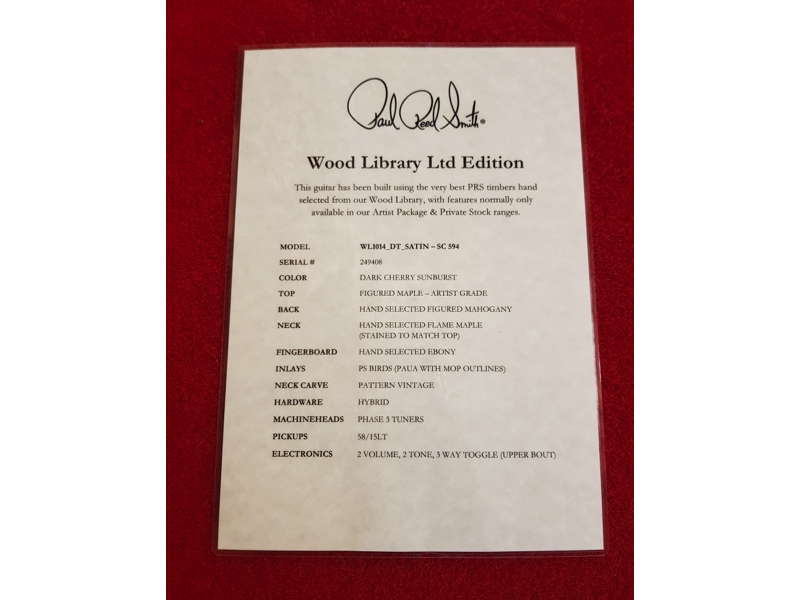 Paul Reed Smith®
Wood Library Ltd Edition
This guitar has been built using the very best PRS timbers hand
selected from our Wood Library, with features normally only
available in our Artist Package & Private Stock ranges.
MODEL WL1014_DT_SATIN – SC 594
SERIAL # 249408
COLOR DARK CHERRY SUNBURST
TOP FIGURED MAPLE – ARTIST GRADE
BACK HAND SELECTED FIGURED MAHOGANY
NECK HAND SELECTED FLAME MAPLE
(STAINED TO MATCH TOP)
FINGERBOARD HAND SELECTED EBONY
INLAYS PS BIRDS (PAUA WITH MOP OUTLINES)
NECK CARVE PATTERN VINTAGE
HARDWARE HYBRID
MACHINEHEADS PHASE 3 TUNERS
PICKUPS 58/15LT
ELECTRONICS 2 VOLUME, 2 TONE, 3 WAY TOGGLE (UPPER BOUT)